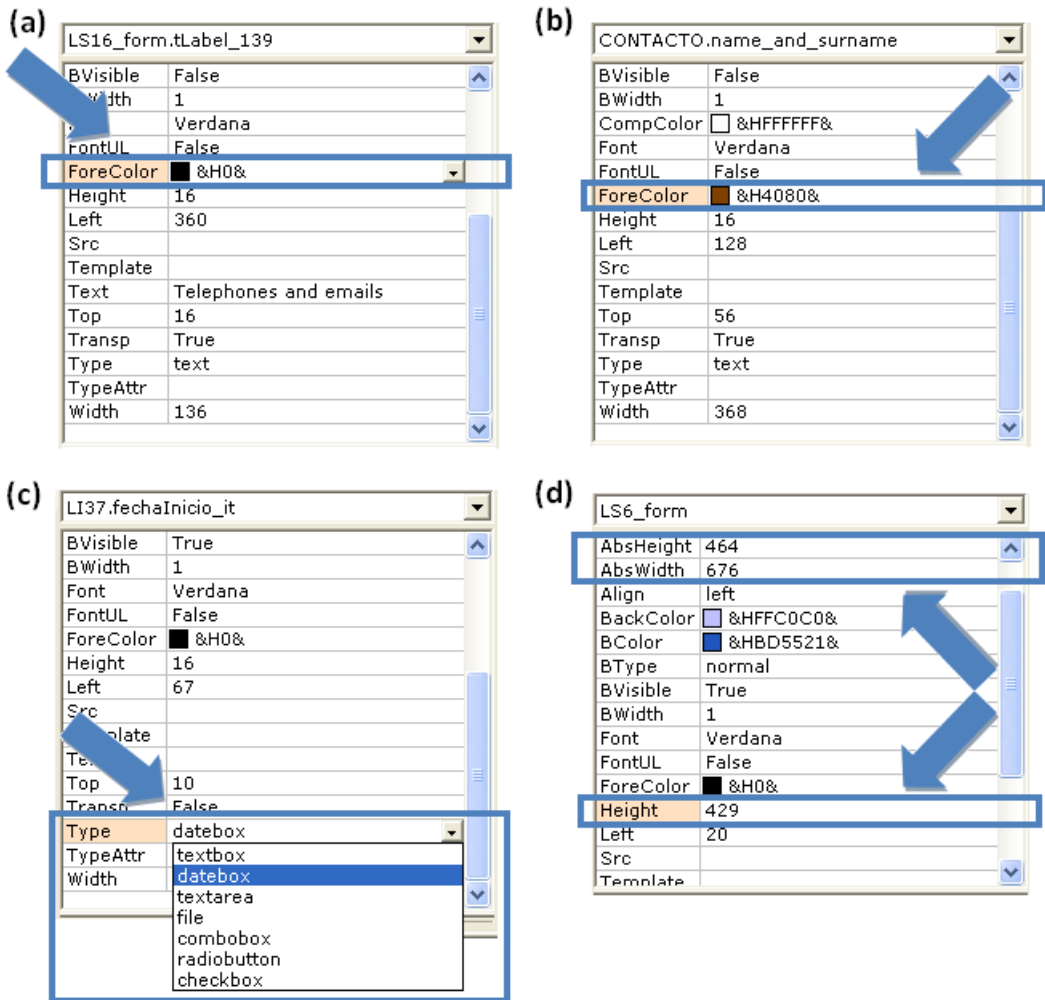 (a)
LS16_form.tLabel_139
BVisible False
1
Verdana
FontUL False
ForeColor &H0&
Height 16
Left 360
Src
Template
Text Telephones and emails
Top 16
Transp True
Type text
TypeAttr
Width 136
(b)
CONTACTO.name_and_surname
BVisible False
BWidth 1
CompColor &HFFFFFF&
Font Verdana
FontUL False
ForeColor &H4080&
Height 16
Left 128
Src
Template
Top 56
Transp True
Type text
TypeAttr
Width 368
(c)
LI37.fechaInicio_it
BVisible True
BWidth 1
Font Verdana
FontUL False
ForeColor &H0&
Height 16
Left 67
Src
Top 10
Transp False
Type datebox
TypeAttr
Width
textbox
datebox
textarea
file
combobox
radiobutton
checkbox
(d)
LS6_form
AbsHeight 464
AbsWidth 676
Align left
BackColor &HFFC0C0&
BColor &HBD5521&
BType normal
BVisible True
BWidth 1
Font Verdana
FontUL False
ForeColor &H0&
Height 429
Left 20
Src
Template